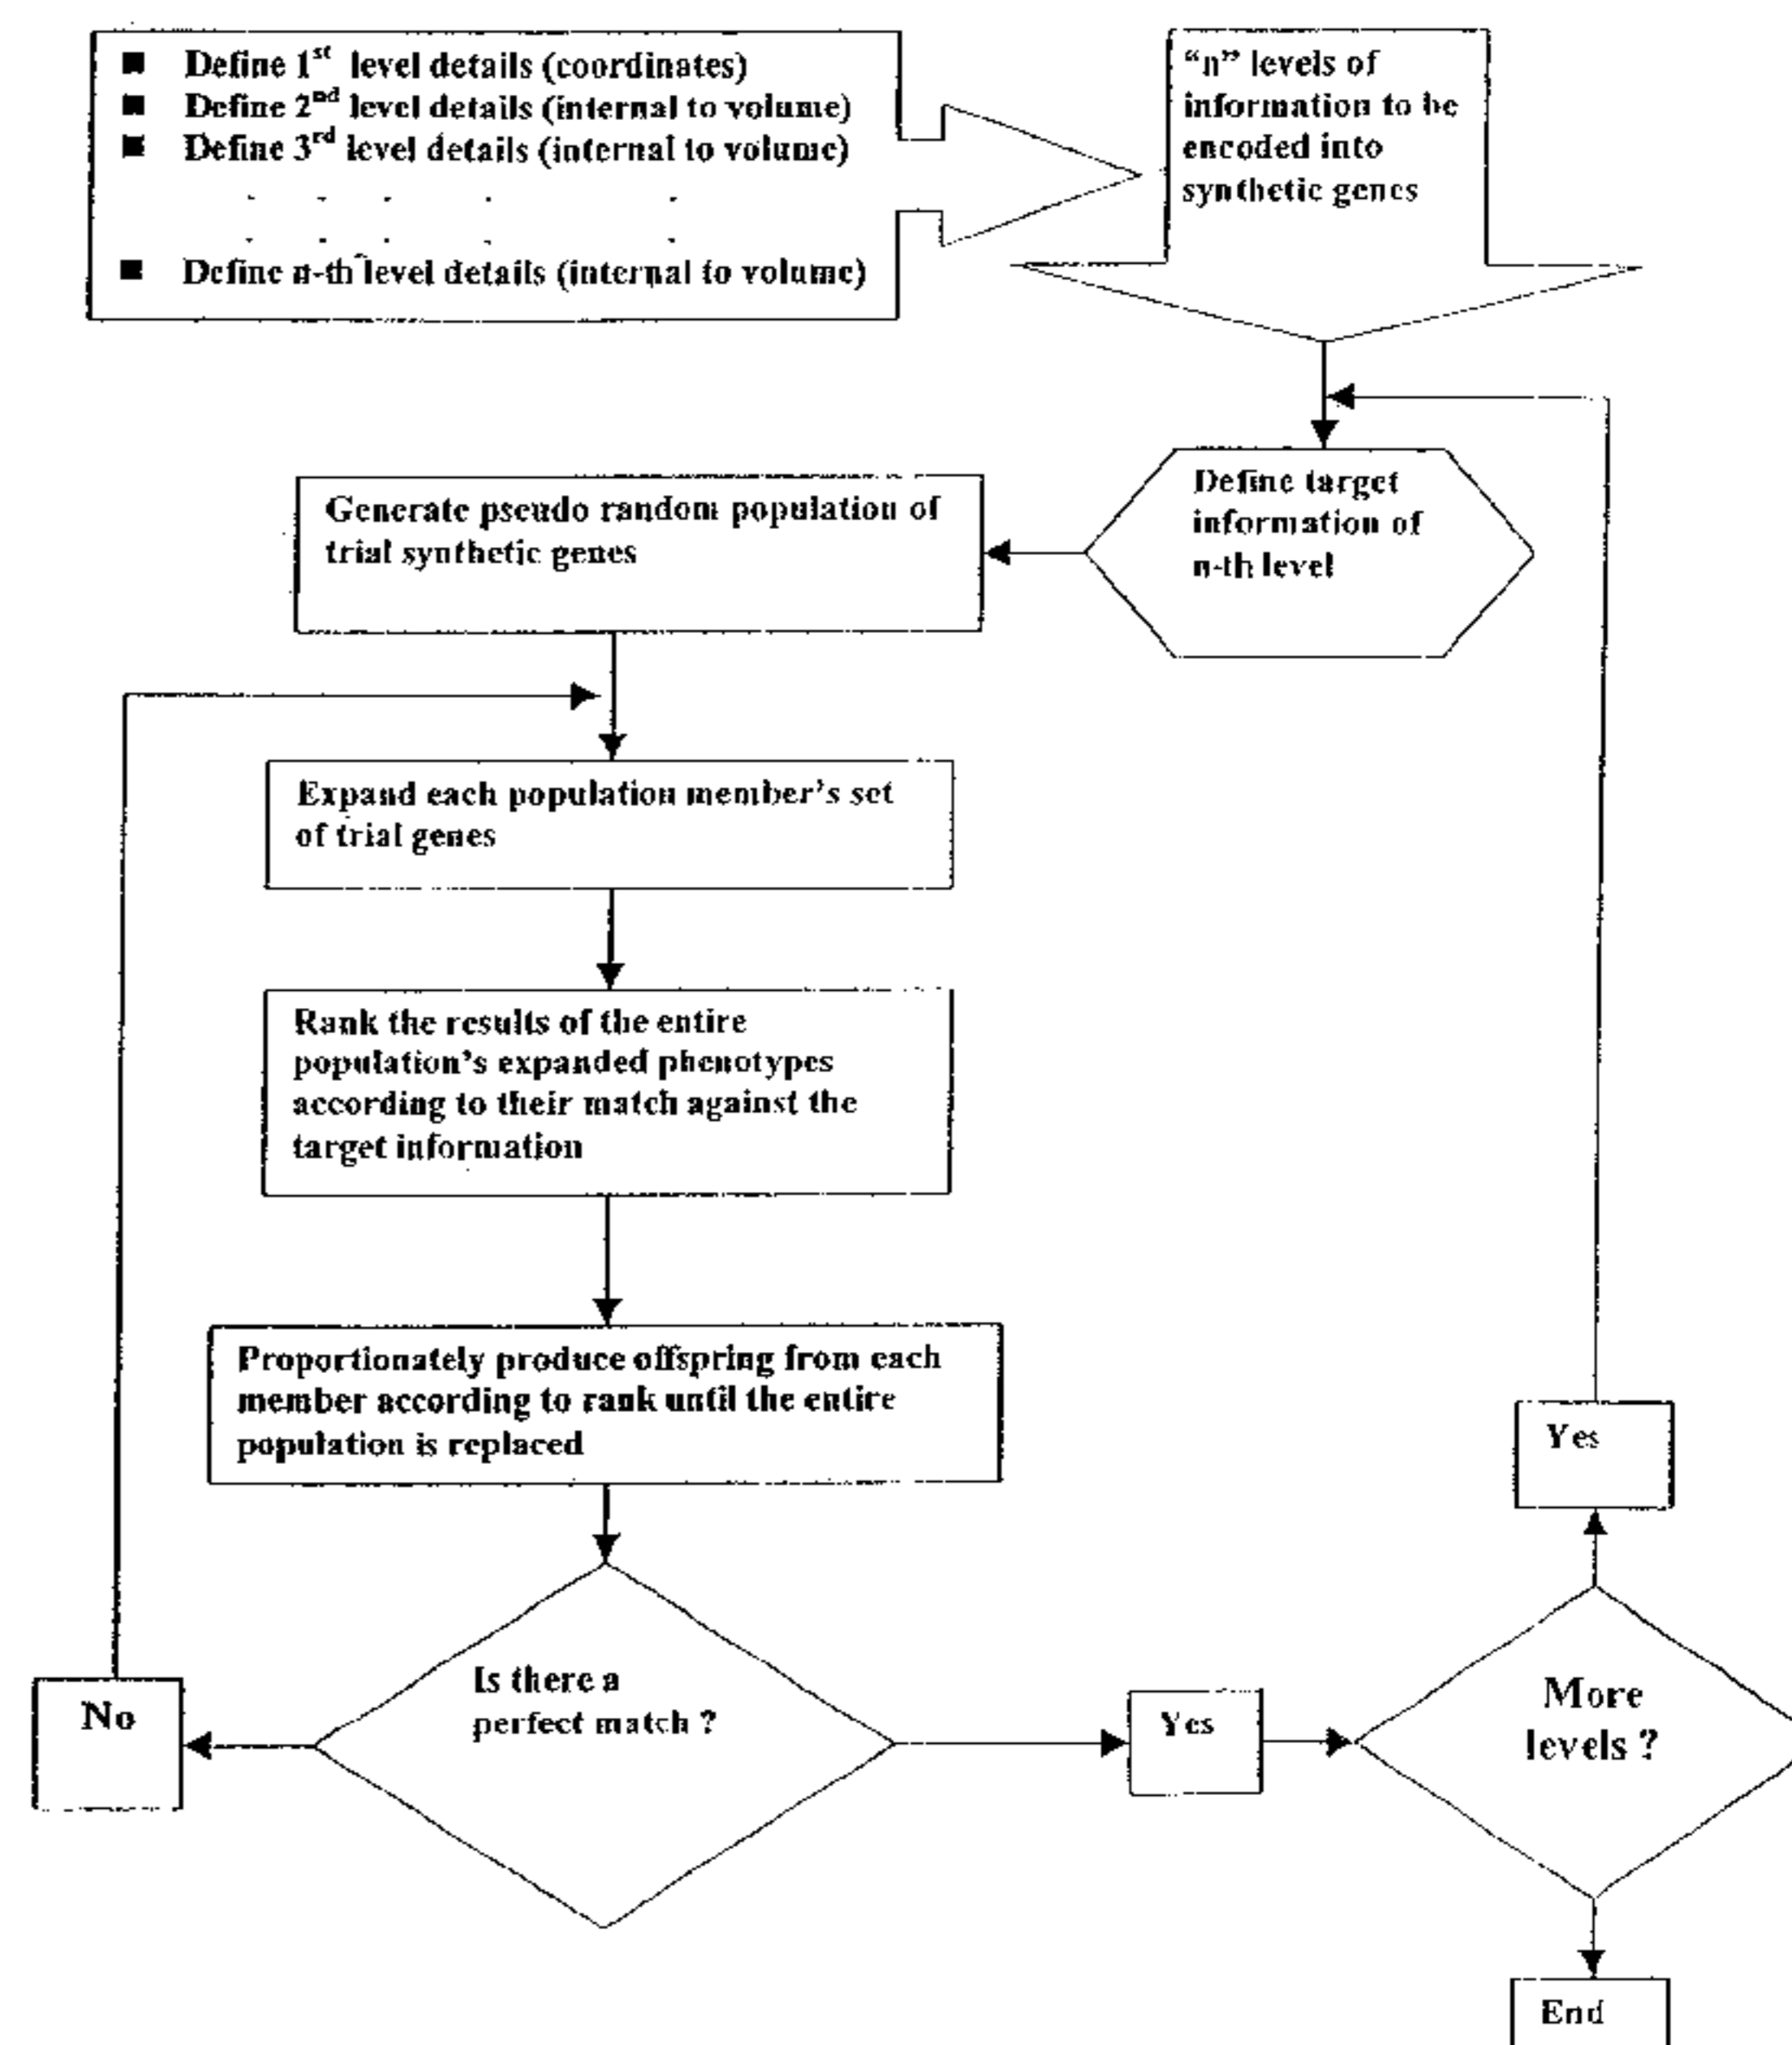 ■ Define 1st level details (coordinates)
■ Define 2nd level details (internal to volume)
■ Define 3rd level details (internal to volume)
■ Define n-th level details (internal to volume)
“n” levels of
information to be
encoded into
synthetic genes
Define target
information of
n-th level
Generate pseudo random population of
trial synthetic genes
Expand each population member’s set
of trial genes
Rank the results of the entire
population’s expanded phenotypes
according to their match against the
target information
Proportionately produce offspring from each
member according to rank until the entire
population is replaced
Is there a
perfect match ?
No
Yes
More
levels ?
Yes
End